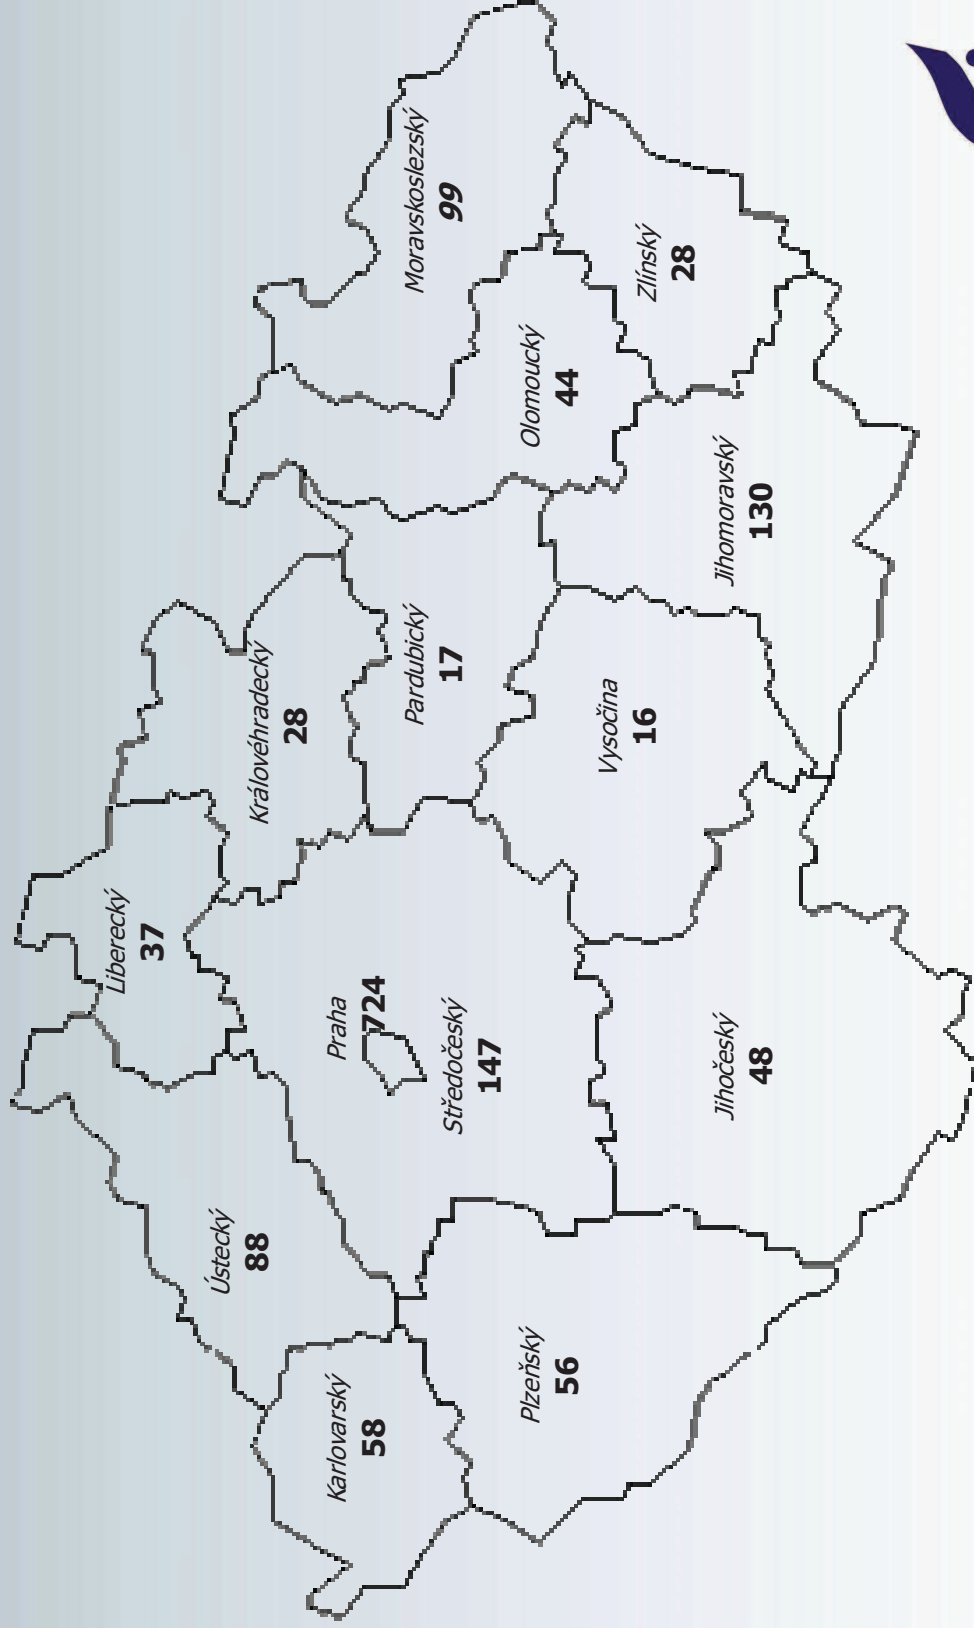 Liberecký
37
Ústecký
88
Královéhradecký
28
Karlovarský
58
Praha
724
Středočeský
147
Pardubický
17
Moravskoslezský
99
Olomoucký
44
Plzeňský
56
Vysočina
16
Zlínský
28
Jihočeský
48
Jihomoravský
130